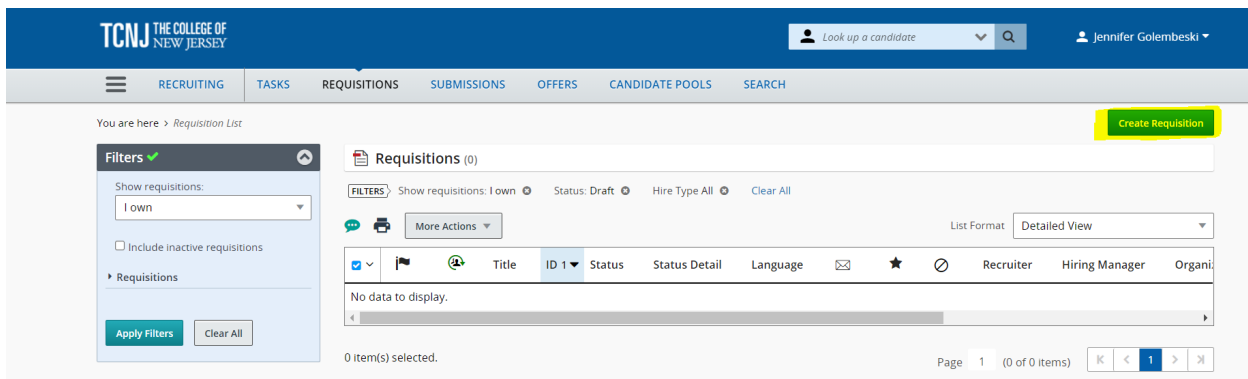 TCNJ THE COLLEGE OF
NEW JERSEY
Look up a candidate
Jennifer Golembeski
RECRUITING TASKS REQUISITIONS SUBMISSIONS OFFERS CANDIDATE POOLS SEARCH
You are here > Requisition List
Create Requisition
Filters
Show requisitions:
I own
Include inactive requisitions
Requisitions
Apply Filters Clear All
Requisitions (0)
FILTERS Show requisitions: I own Status: Draft Hire Type All Clear All
More Actions
List Format Detailed View
Title ID 1 Status Status Detail Language Recruiter Hiring Manager Organi
No data to display.
0 item(s) selected.
Page 1 (0 of 0 items) K < 1 > X